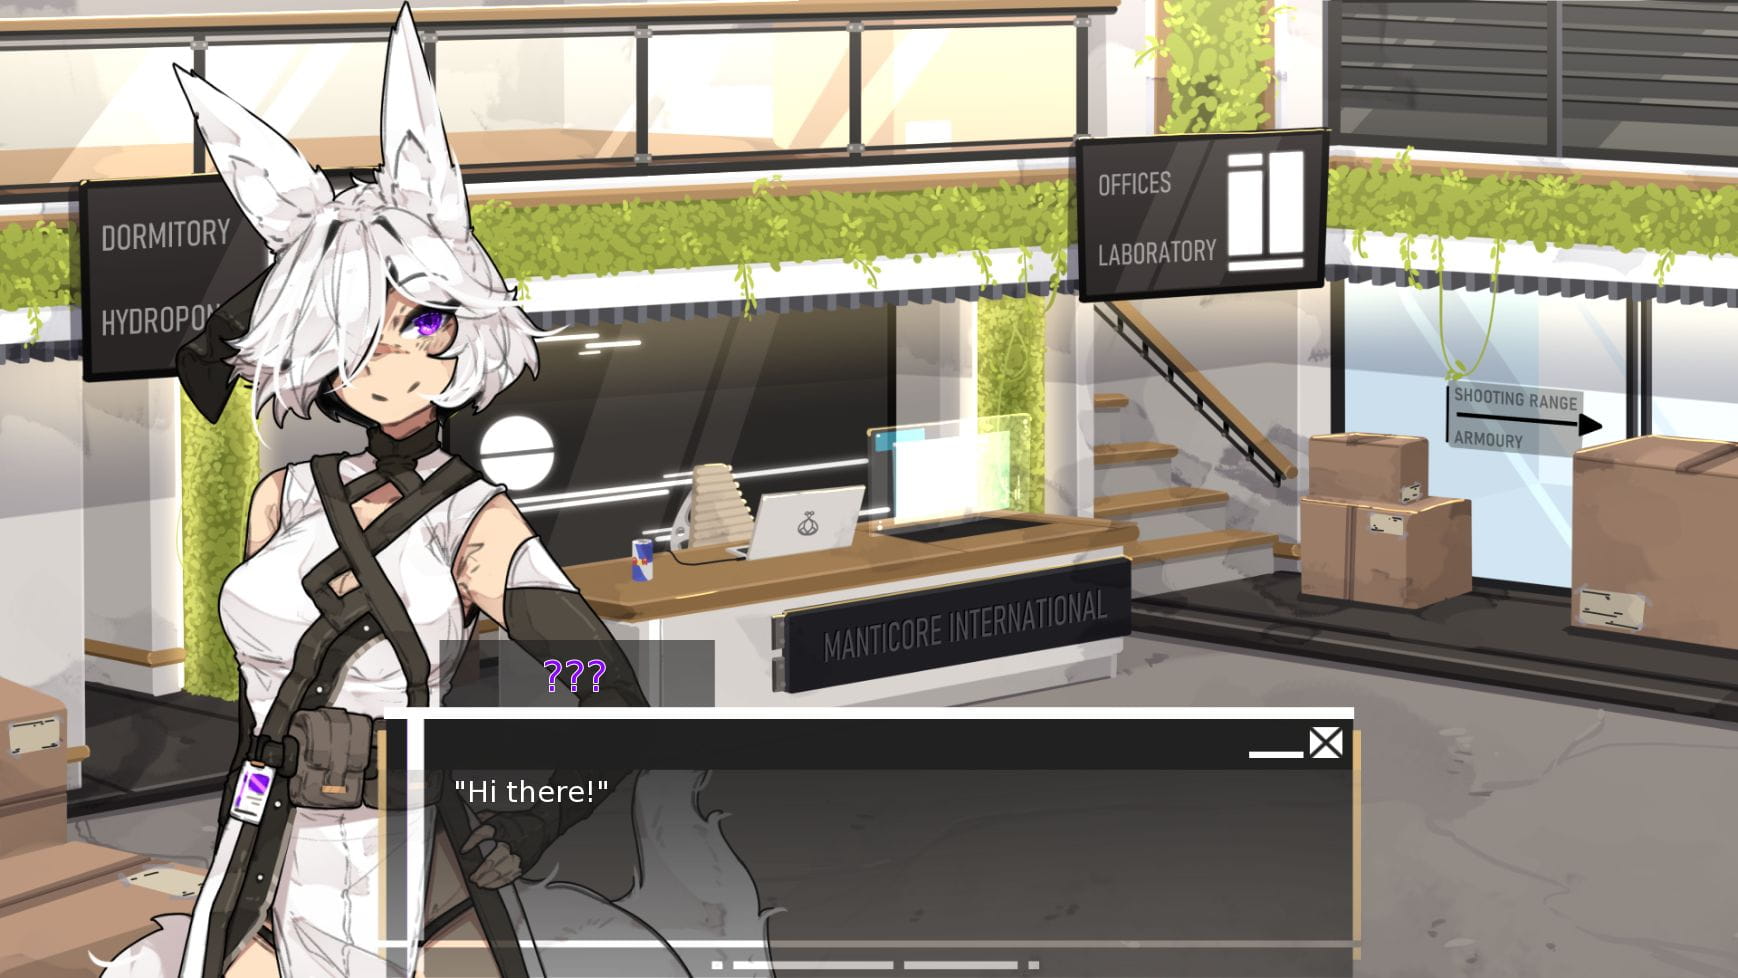 DORMITORY
HYDROPON
OFFICES
LABORATORY
SHOOTING RANGE
ARMOURY
MANTICORE INTERNATIONAL
???
"Hi there!"